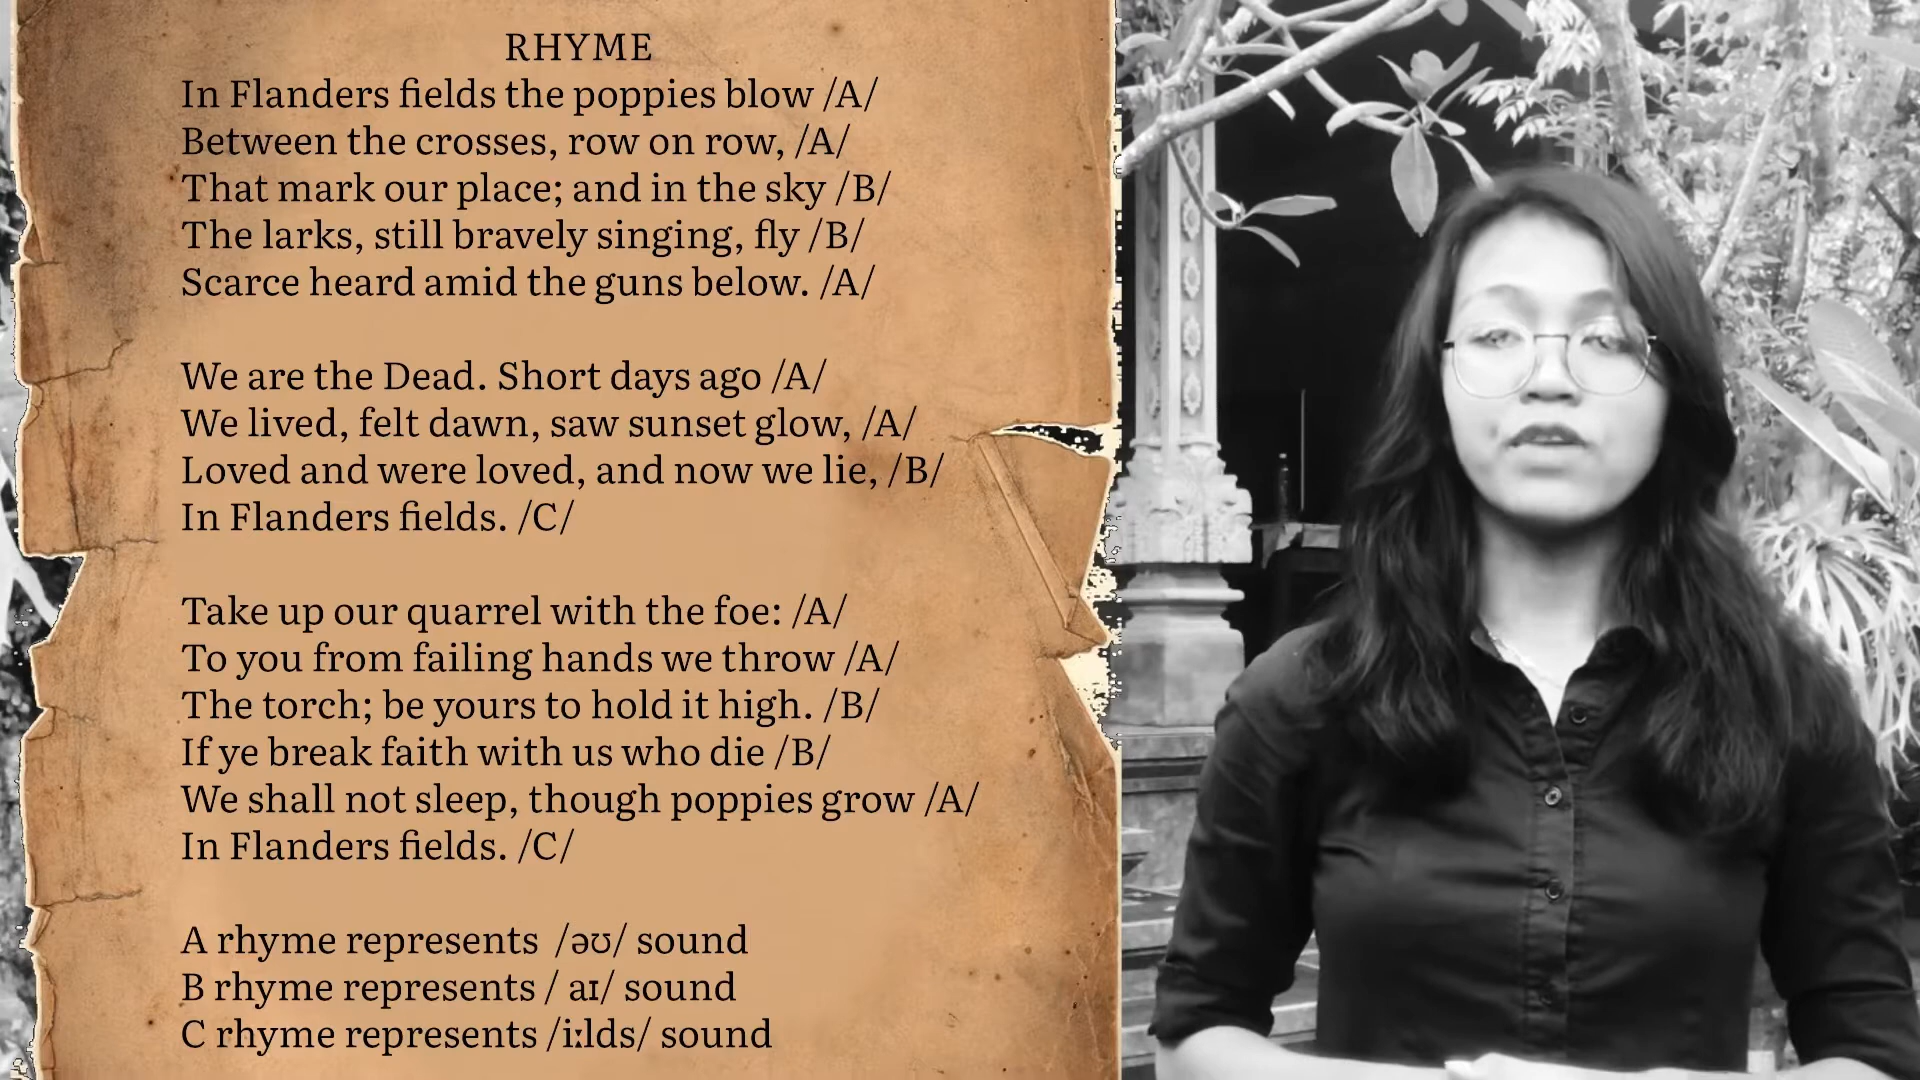 RHYME
In Flanders fields the poppies blow /A/
Between the crosses, row on row, /A/
That mark our place; and in the sky /B/
The larks, still bravely singing, fly /B/
Scarce heard amid the guns below. /A/
We are the Dead. Short days ago /A/
We lived, felt dawn, saw sunset glow, /A/
Loved and were loved, and now we lie, /B/
In Flanders fields. /C/
Take up our quarrel with the foe: /A/
To you from failing hands we throw /A/
The torch; be yours to hold it high. /B/
If ye break faith with us who die /B/
We shall not sleep, though poppies grow /A/
In Flanders fields. /C/
A rhyme represents  /əʊ/ sound
B rhyme represents / aɪ/ sound
C rhyme represents /i:lds/ sound